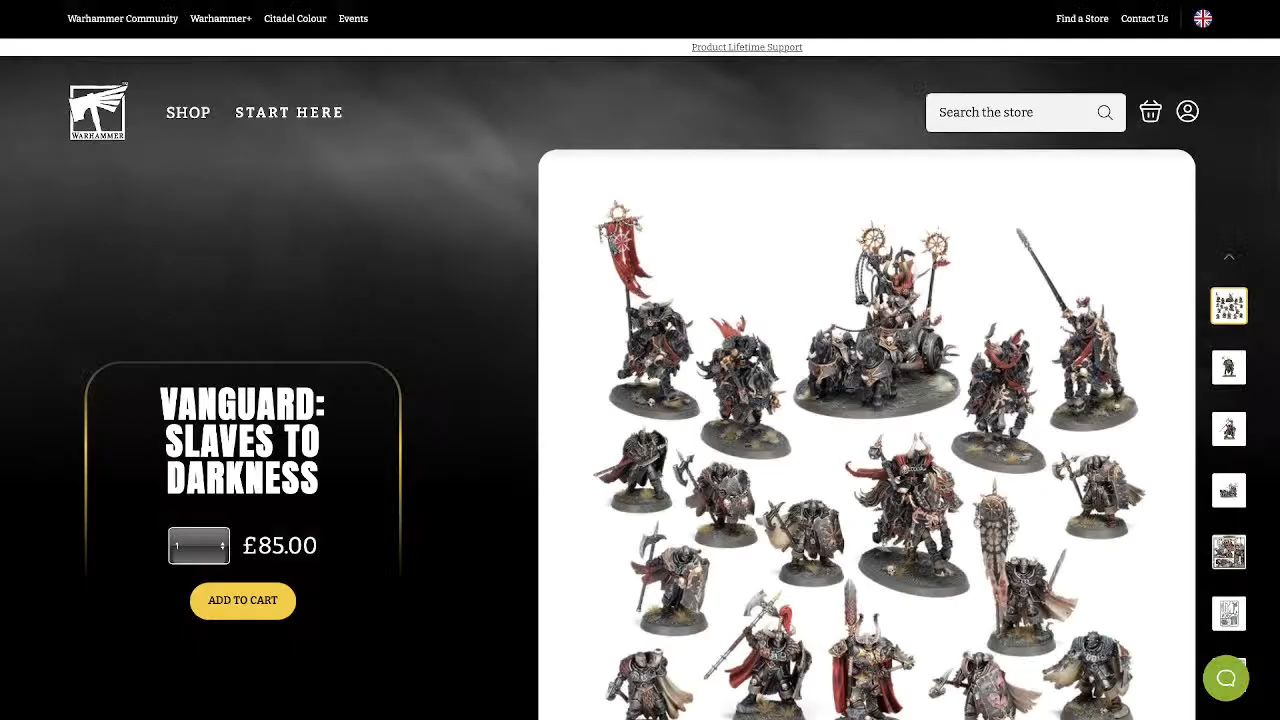 Warhammer Community Warhammer+ Citadel Colour Events Find a Store Contact Us
Product Lifetime Support
WARHAMMER
SHOP START HERE Search the store
VANGUARD:
SLAVES TO
DARKNESS
1 £85.00
ADD TO CART